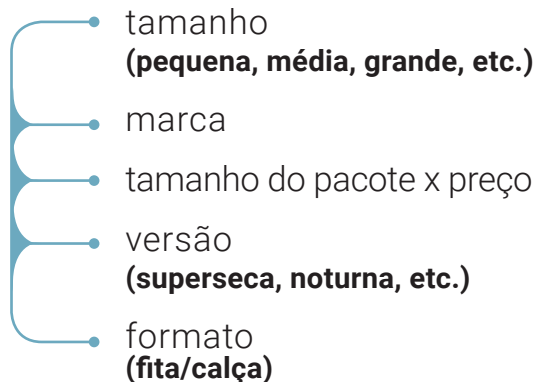 tamanho
(pequena, média, grande, etc.)
marca
tamanho do pacote x preço
versão
(superseca, noturna, etc.)
formato
(fita/calça)